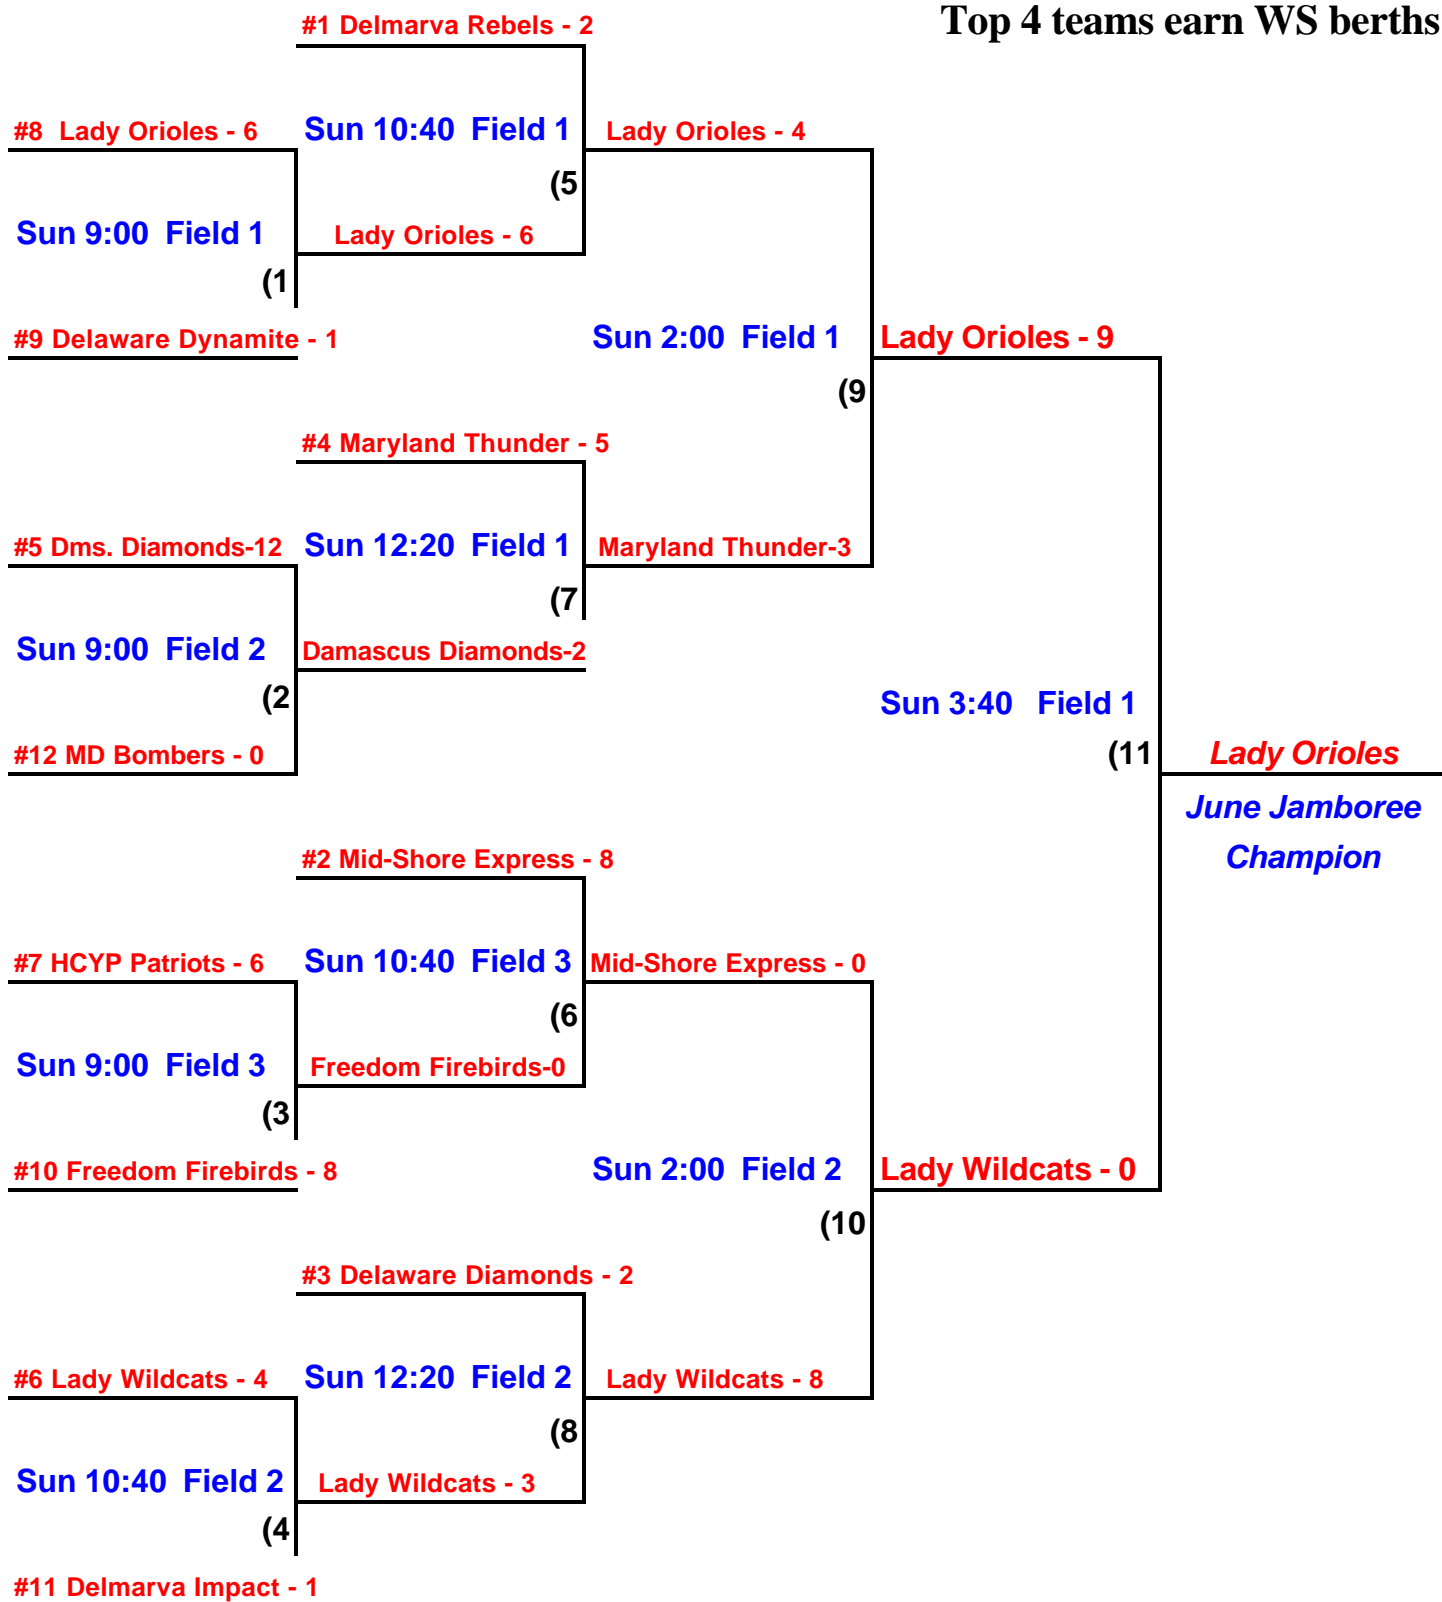 Top 4 teams earn WS berths
#1 Delmarva Rebels - 2
#8 Lady Orioles - 6
Sun 10:40 Field 1
Lady Orioles - 4
(5
Sun 9:00 Field 1
Lady Orioles - 6
(1
#9 Delaware Dynamite - 1
Sun 2:00 Field 1
Lady Orioles - 9
(9
#4 Maryland Thunder - 5
#5 Dms. Diamonds-12
Sun 12:20 Field 1
Maryland Thunder-3
(7
Sun 9:00 Field 2
Damascus Diamonds-2
(2
Sun 3:40 Field 1
#12 MD Bombers - 0
(11
Lady Orioles
June Jamboree
Champion
#2 Mid-Shore Express - 8
#7 HCYP Patriots - 6
Sun 10:40 Field 3
Mid-Shore Express - 0
(6
Sun 9:00 Field 3
Freedom Firebirds-0
(3
#10 Freedom Firebirds - 8
Sun 2:00 Field 2
Lady Wildcats - 0
(10
#3 Delaware Diamonds - 2
#6 Lady Wildcats - 4
Sun 12:20 Field 2
Lady Wildcats - 8
(8
Sun 10:40 Field 2
Lady Wildcats - 3
(4
#11 Delmarva Impact - 1